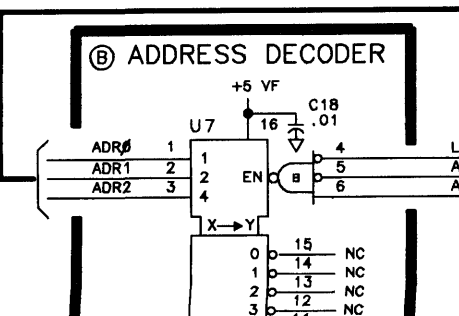 B ADDRESS DECODER
+5 VF
C18
U7 16 .01
ADRØ 1 1 4 L
ADR1 2 2 EN B 5 A
ADR2 3 4 6 A
X→Y
0 15 NC
1 14 NC
2 13 NC
3 12 NC